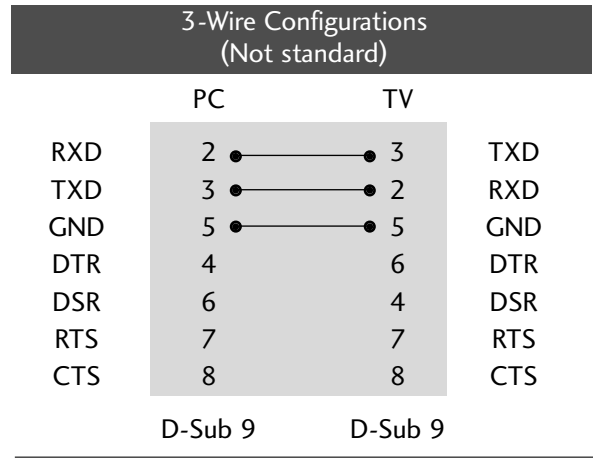 3-Wire Configurations
(Not standard)
PC TV
RXD 2 3 TXD
TXD 3 2 RXD
GND 5 5 GND
DTR 4 6 DTR
DSR 6 4 DSR
RTS 7 7 RTS
CTS 8 8 CTS
D-Sub 9 D-Sub 9